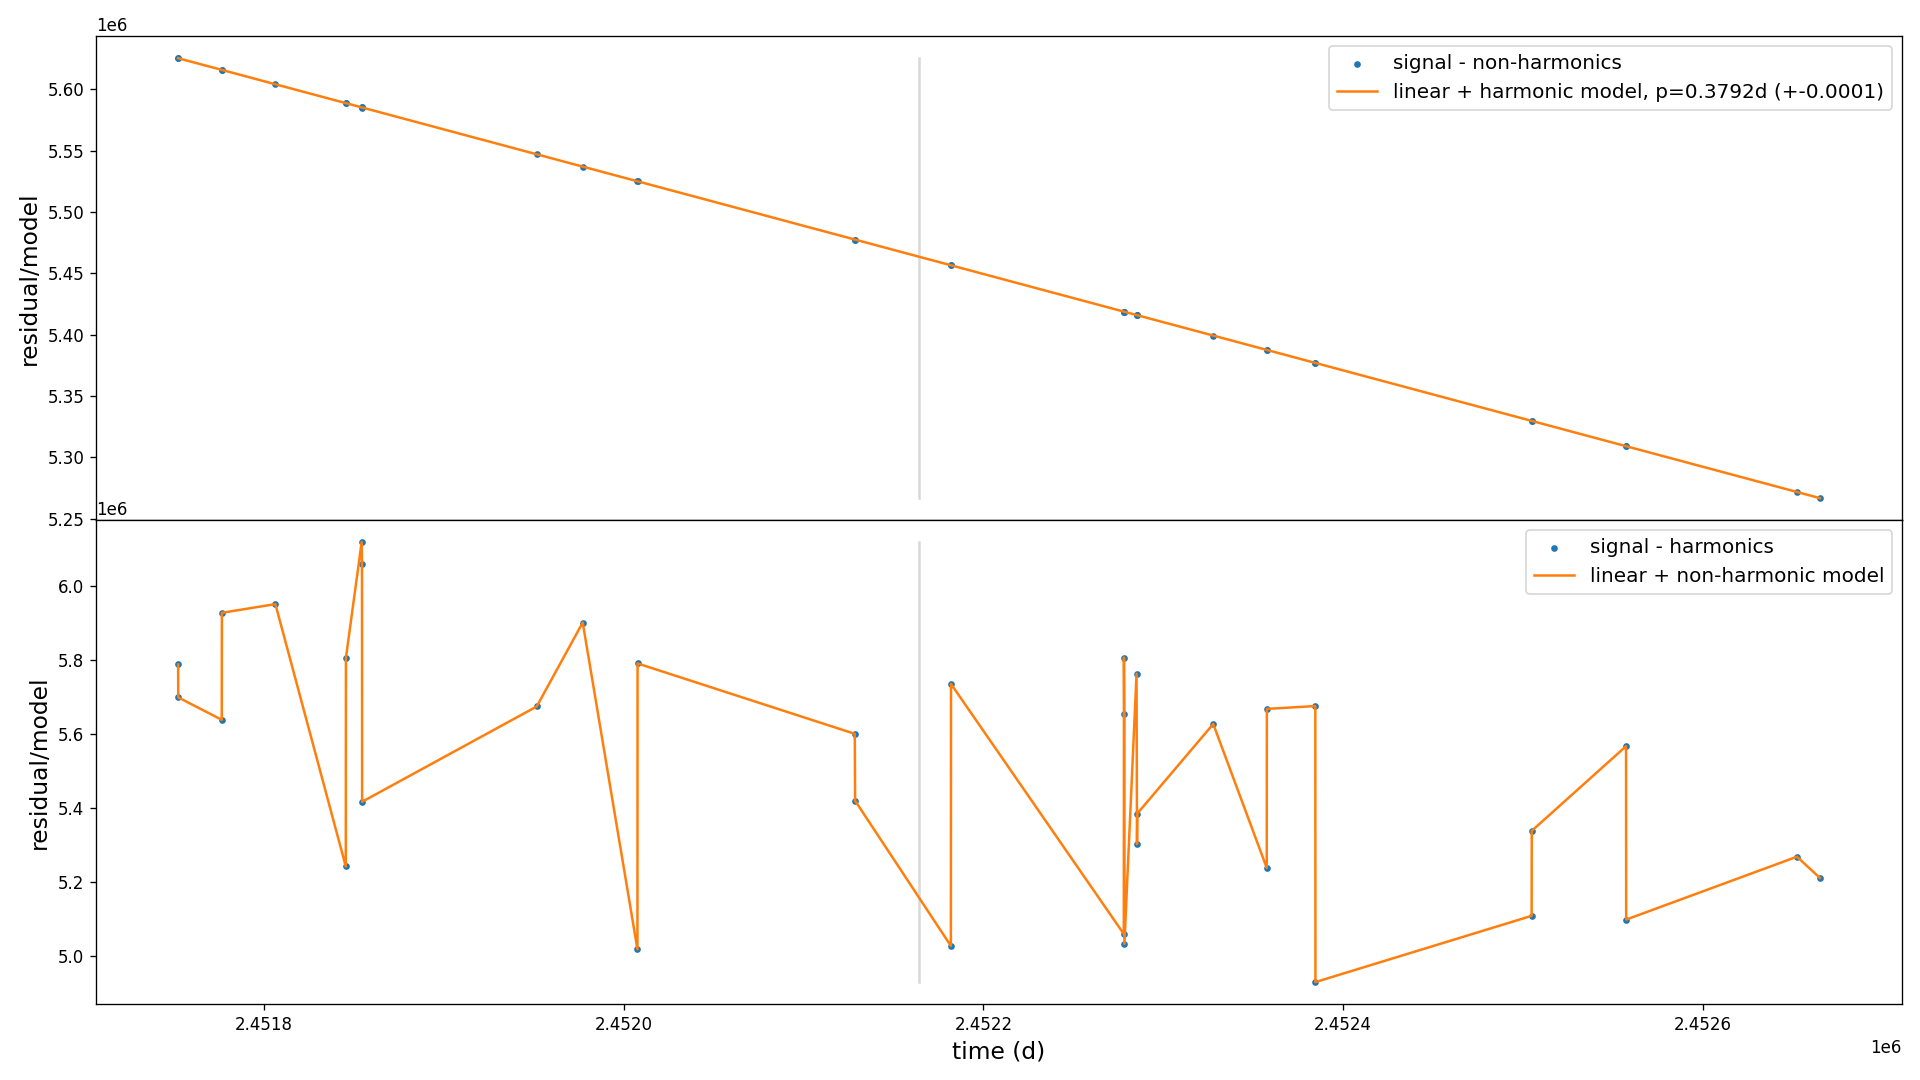 1e6
signal - non-harmonics
linear + harmonic model, p=0.3792d (+-0.0001)
5.60
5.55
5.50
5.45
5.40
5.35
5.30
5.25
residual/model
1e6
signal - harmonics
linear + non-harmonic model
6.0
5.8
5.6
5.4
5.2
5.0
residual/model
2.4518
2.4520
2.4522
2.4524
2.4526
1e6
time (d)